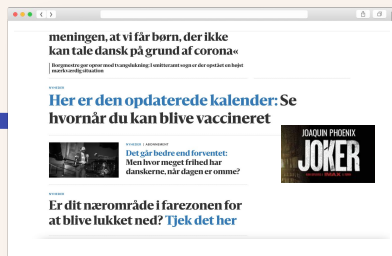 meningen, at vi får børn, der ikke
kan tale dansk på grund af corona«
Borgmestre gør oprør med tvangslukning: I smitteramt sogn er der opstået en højst
mærkværdig situation
NYHEDER
Her er den opdaterede kalender: Se
hvornår du kan blive vaccineret
NYHEDER | ABONNEMENT
Det går bedre end forventet:
Men hvor meget frihed har
danskerne, når dagen er omme?
JOAQUIN PHOENIX
JOKER
IMAX
NYHEDER
Er dit nærområde i farezonen for
at blive lukket ned? Tjek det her